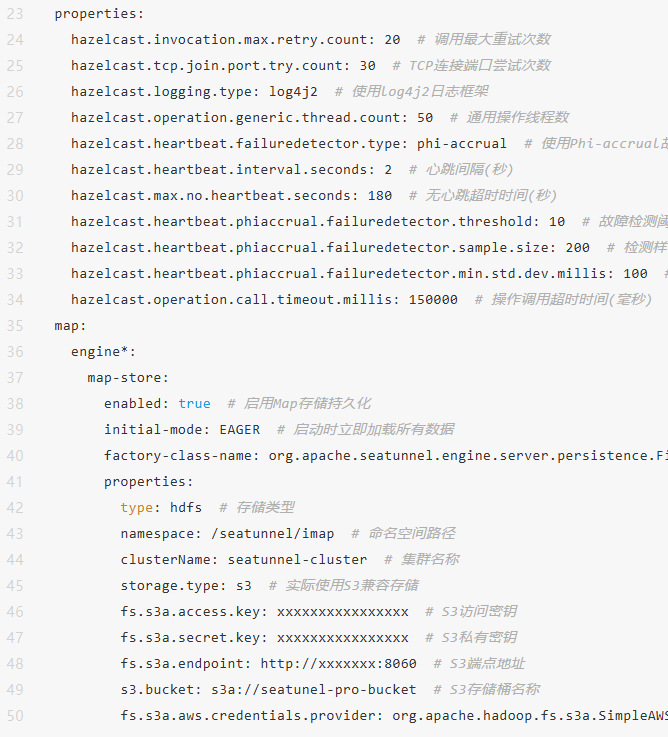 23 properties:
24 hazelcast.invocation.max.retry.count: 20 # 调用最大重试次数
25 hazelcast.tcp.join.port.try.count: 30 # TCP连接端口尝试次数
26 hazelcast.logging.type: log4j2 # 使用log4j2日志框架
27 hazelcast.operation.generic.thread.count: 50 # 通用操作线程数
28 hazelcast.heartbeat.failuredetector.type: phi-accrual # 使用Phi-accrual故
29 hazelcast.heartbeat.interval.seconds: 2 # 心跳间隔(秒)
30 hazelcast.max.no.heartbeat.seconds: 180 # 无心跳超时时间(秒)
31 hazelcast.heartbeat.phiaccrual.failuredetector.threshold: 10 # 故障检测阈
32 hazelcast.heartbeat.phiaccrual.failuredetector.sample.size: 200 # 检测样
33 hazelcast.heartbeat.phiaccrual.failuredetector.min.std.dev.millis: 100 #
34 hazelcast.operation.call.timeout.millis: 150000 # 操作调用超时时间(毫秒)
35 map:
36 engine*:
37 map-store:
38 enabled: true # 启用Map存储持久化
39 initial-mode: EAGER # 启动时立即加载所有数据
40 factory-class-name: org.apache.seatunnel.engine.server.persistence.Fi
41 properties:
42 type: hdfs # 存储类型
43 namespace: /seatunnel/imap # 命名空间路径
44 clusterName: seatunnel-cluster # 集群名称
45 storage.type: s3 # 实际使用S3兼容存储
46 fs.s3a.access.key: xxxxxxxxxxxxxxxx # S3访问密钥
47 fs.s3a.secret.key: xxxxxxxxxxxxxxxx # S3私有密钥
48 fs.s3a.endpoint: http://xxxxxxx:8060 # S3端点地址
49 s3.bucket: s3a://seatunel-pro-bucket # S3存储桶名称
50 fs.s3a.aws.credentials.provider: org.apache.hadoop.fs.s3a.SimpleAWS